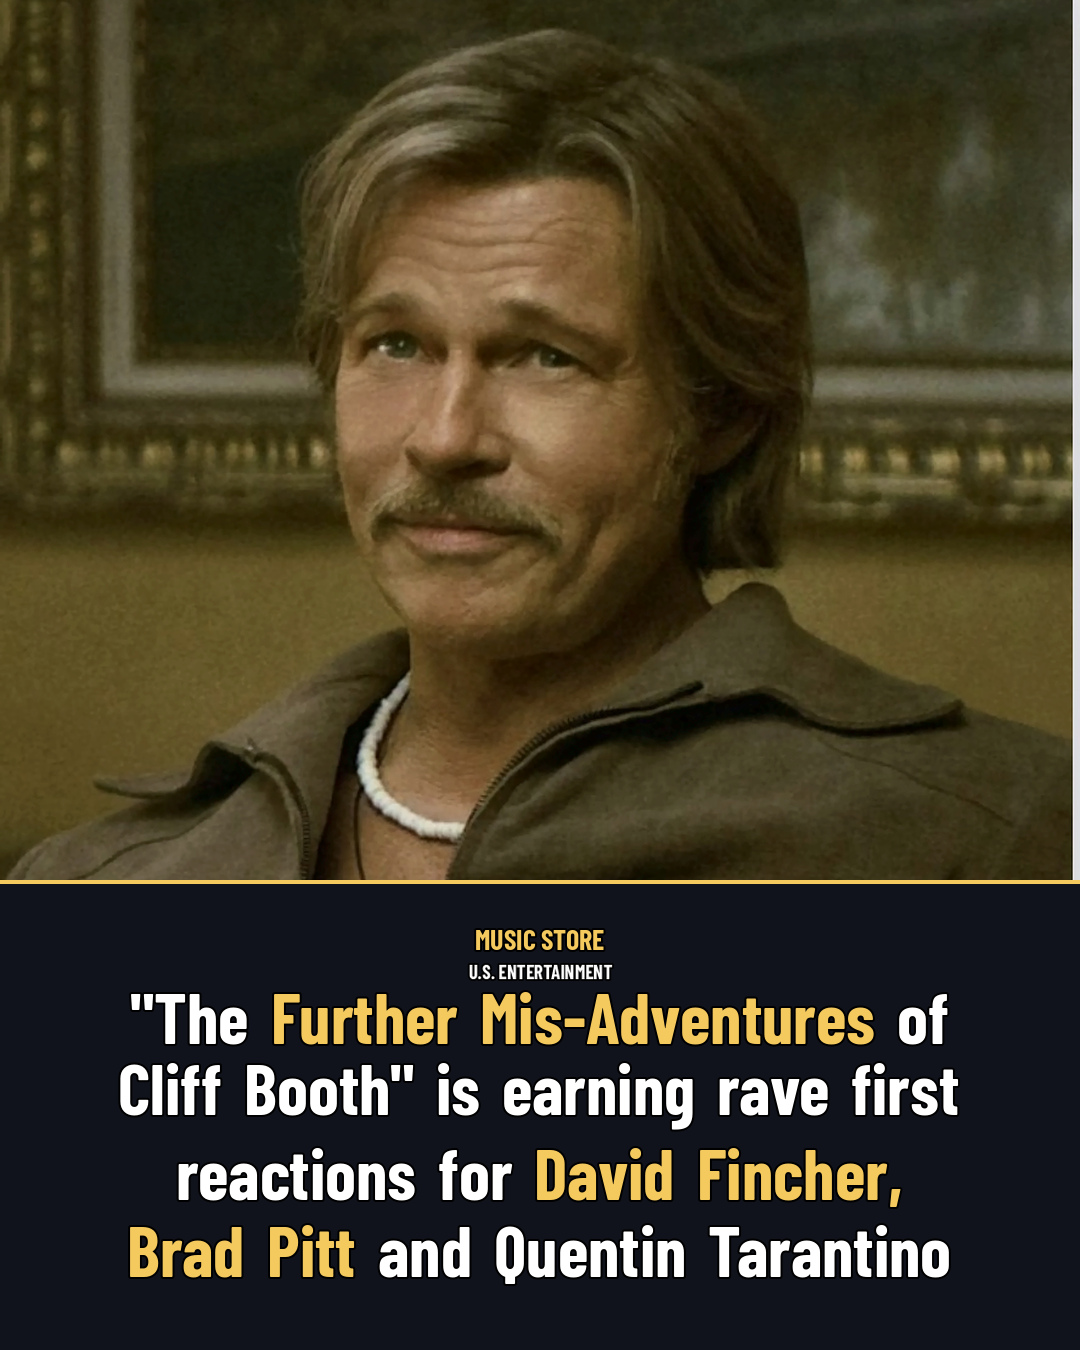 MUSIC STORE
U.S. ENTERTAINMENT
"The Further Mis-Adventures of
Cliff Booth" is earning rave first
reactions for David Fincher,
Brad Pitt and Quentin Tarantino